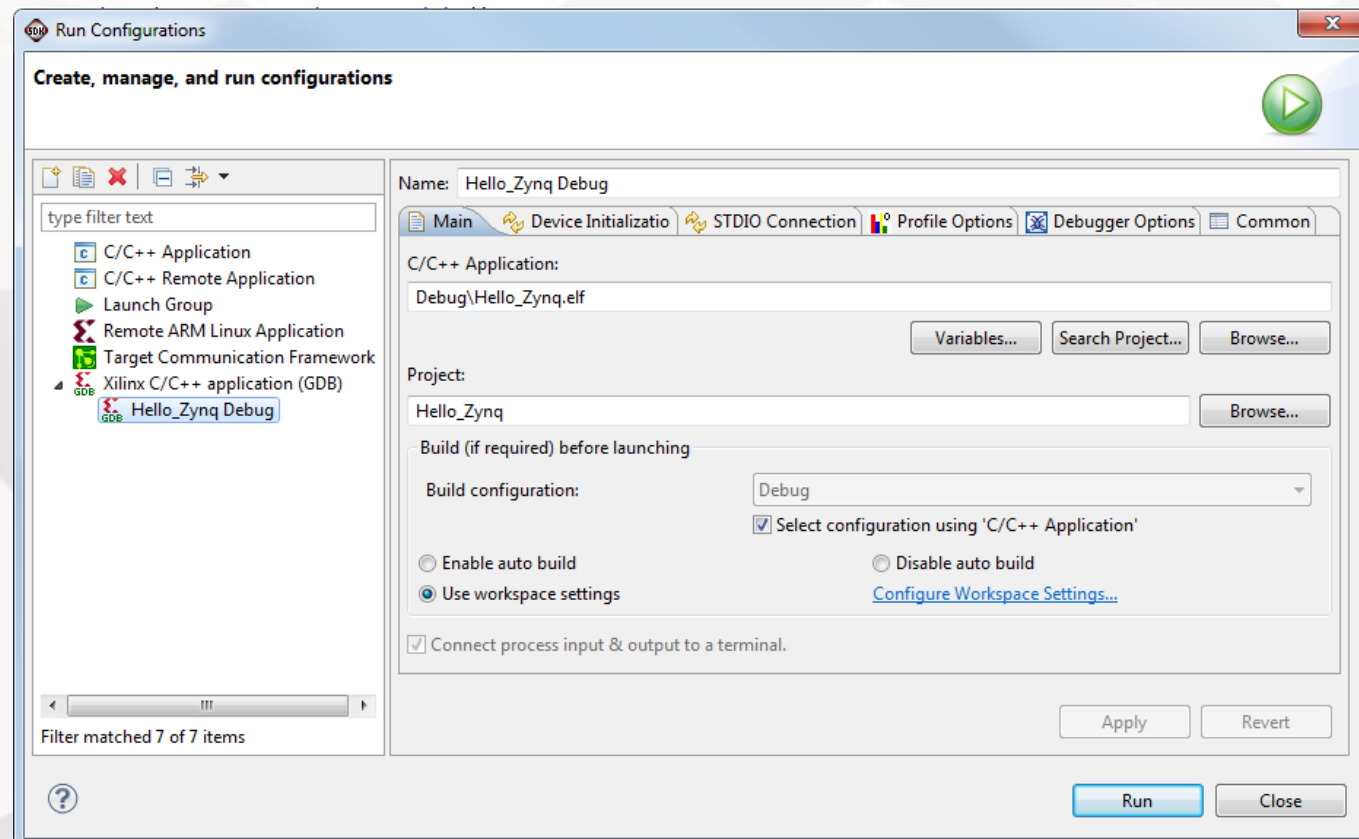 SDK Run Configurations X
Create, manage, and run configurations
type filter text
C/C++ Application
C/C++ Remote Application
Launch Group
Remote ARM Linux Application
Target Communication Framework
Xilinx C/C++ application (GDB)
Hello_Zynq Debug
Filter matched 7 of 7 items
Name: Hello_Zynq Debug
Main Device Initializatio STDIO Connection Profile Options Debugger Options Common
C/C++ Application:
Debug\Hello_Zynq.elf
Variables... Search Project... Browse...
Project:
Hello_Zynq Browse...
Build (if required) before launching
Build configuration: Debug
Select configuration using 'C/C++ Application'
Enable auto build Disable auto build
Use workspace settings Configure Workspace Settings...
Connect process input & output to a terminal.
Apply Revert
? Run Close